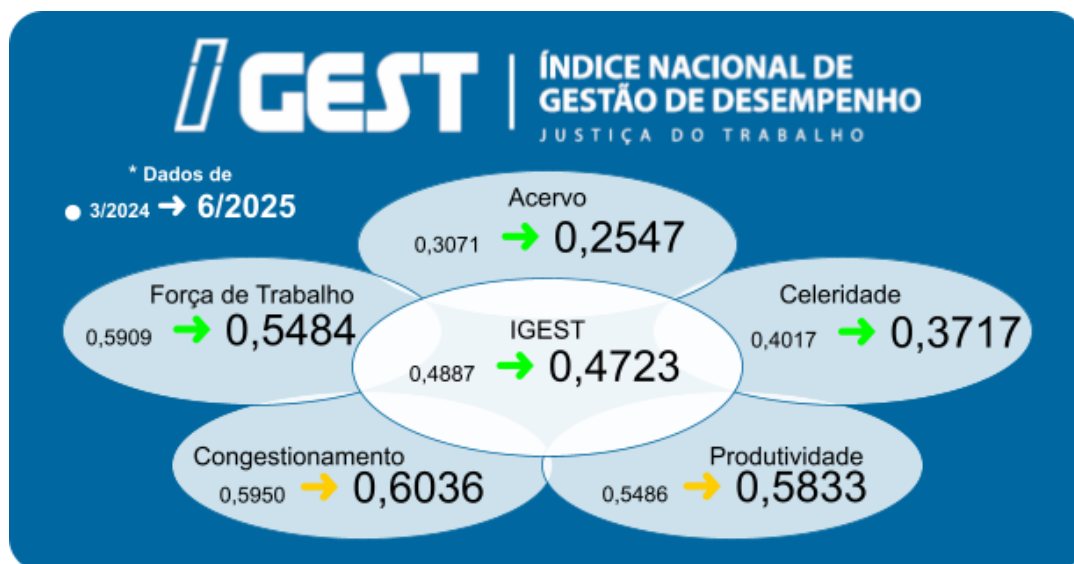 IGEST
ÍNDICE NACIONAL DE
GESTÃO DE DESEMPENHO
JUSTIÇA DO TRABALHO
* Dados de
3/2024 ➜ 6/2025
Acervo
0,3071 ➜ 0,2547
Força de Trabalho
0,5909 ➜ 0,5484
Celeridade
0,4017 ➜ 0,3717
IGEST
0,4887 ➜ 0,4723
Congestionamento
0,5950 ➜ 0,6036
Produtividade
0,5486 ➜ 0,5833